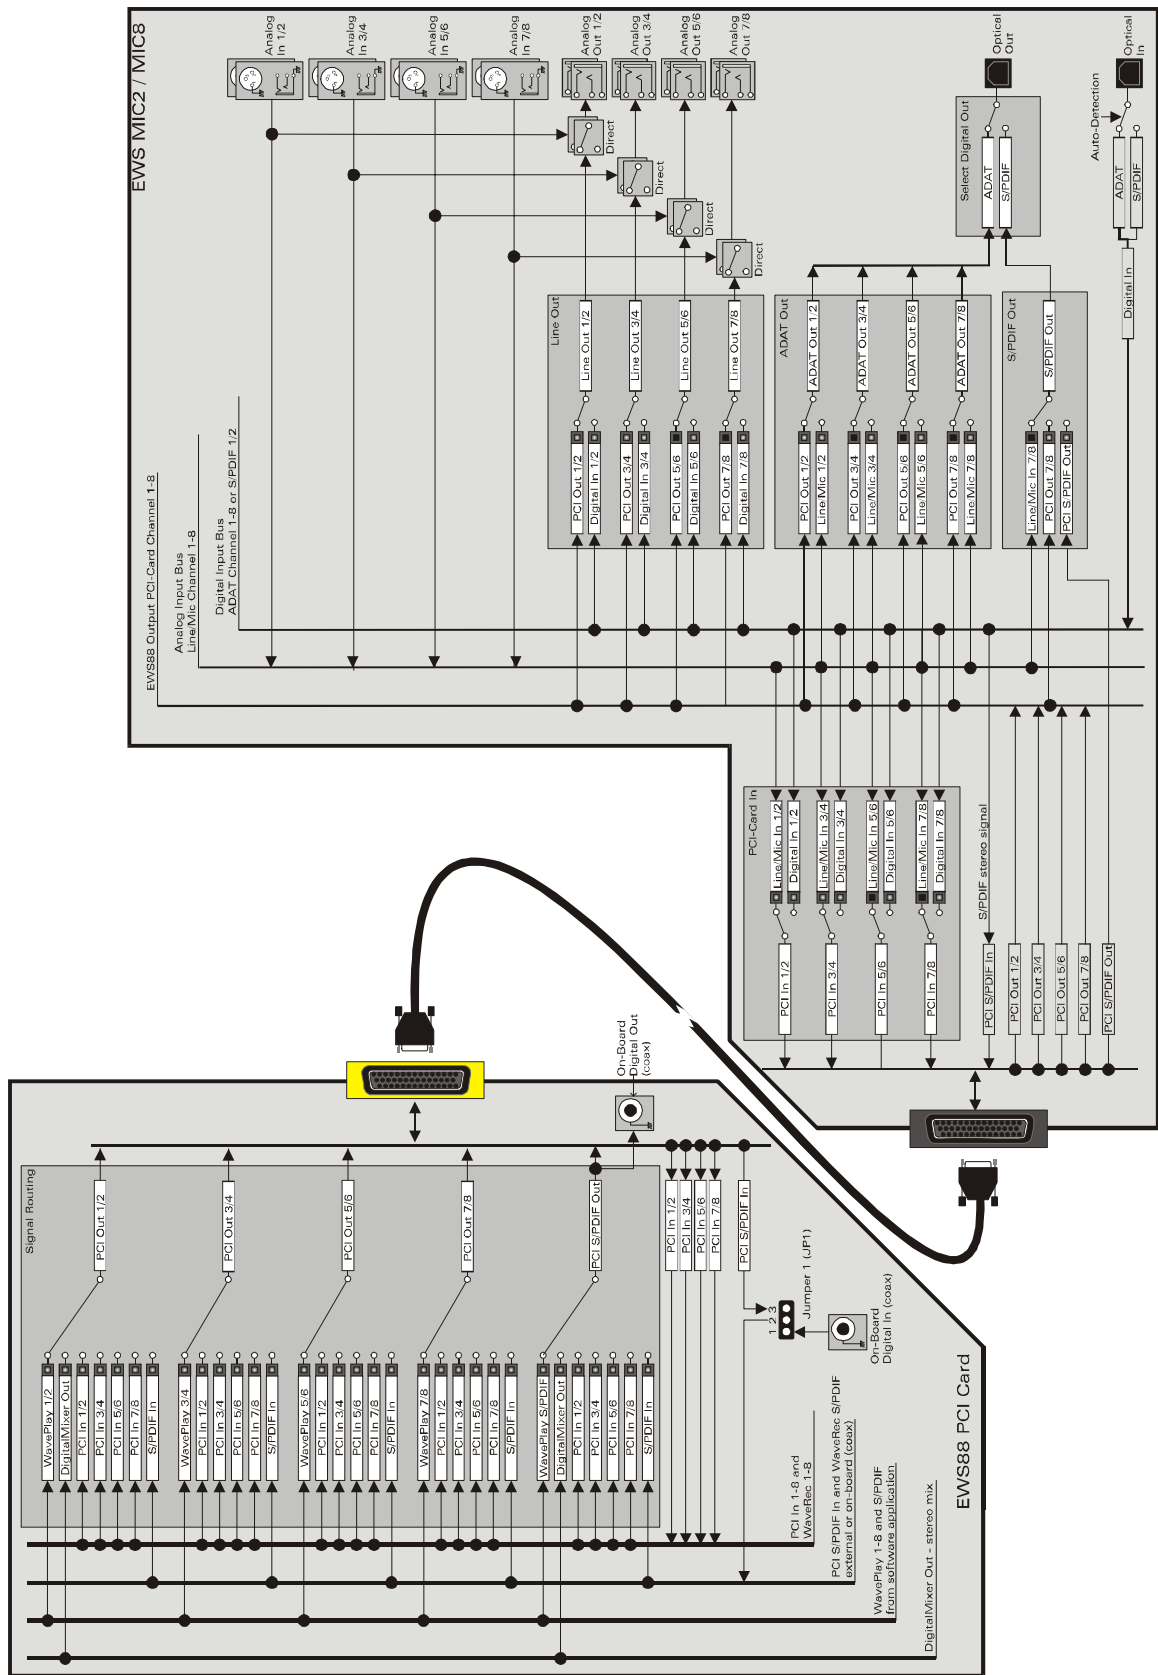 EWS MIC2 / MIC8
Analog
In 1/2
Analog
In 3/4
Analog
In 5/6
Analog
In 7/8
Analog
Out 1/2
Analog
Out 3/4
Analog
Out 5/6
Analog
Out 7/8
Optical
Out
Optical
In
Direct
Direct
Direct
Direct
Select Digital Out
ADAT
S/PDIF
Auto-Detection
ADAT
S/PDIF
Digital In
EWS88 Output PCI-Card Channel 1-8
Analog Input Bus
Line/Mic Channel 1-8
Digital Input Bus
ADAT Channel 1-8 or S/PDIF 1/2
Line Out
Line Out 1/2
Line Out 3/4
Line Out 5/6
Line Out 7/8
PCI Out 1/2
Digital In 1/2
PCI Out 3/4
Digital In 3/4
PCI Out 5/6
Digital In 5/6
PCI Out 7/8
Digital In 7/8
ADAT Out
ADAT Out 1/2
ADAT Out 3/4
ADAT Out 5/6
ADAT Out 7/8
PCI Out 1/2
Line/Mic 1/2
PCI Out 3/4
Line/Mic 3/4
PCI Out 5/6
Line/Mic 5/6
PCI Out 7/8
Line/Mic 7/8
S/PDIF Out
S/PDIF Out
Line/Mic In 7/8
PCI Out 7/8
PCI S/PDIF Out
PCI-Card In
Line/Mic In 1/2
Digital In 1/2
Line/Mic In 3/4
Digital In 3/4
Line/Mic In 5/6
Digital In 5/6
Line/Mic In 7/8
Digital In 7/8
PCI In 1/2
PCI In 3/4
PCI In 5/6
PCI In 7/8
S/PDIF stereo signal
PCI S/PDIF In
PCI Out 1/2
PCI Out 3/4
PCI Out 5/6
PCI Out 7/8
PCI S/PDIF Out
On-Board
Digital Out
(coax)
Signal Routing
PCI Out 1/2
PCI Out 3/4
PCI Out 5/6
PCI Out 7/8
PCI S/PDIF Out
PCI In 1/2
PCI In 3/4
PCI In 5/6
PCI In 7/8
PCI S/PDIF In
1 2 3
Jumper 1 (JP1)
On-Board
Digital In (coax)
WavePlay 1/2
DigitalMixer Out
PCI In 1/2
PCI In 3/4
PCI In 5/6
PCI In 7/8
S/PDIF In
WavePlay 3/4
PCI In 1/2
PCI In 3/4
PCI In 5/6
PCI In 7/8
S/PDIF In
WavePlay 5/6
PCI In 1/2
PCI In 3/4
PCI In 5/6
PCI In 7/8
S/PDIF In
WavePlay 7/8
PCI In 1/2
PCI In 3/4
PCI In 5/6
PCI In 7/8
S/PDIF In
WavePlay S/PDIF
DigitalMixer Out
PCI In 1/2
PCI In 3/4
PCI In 5/6
PCI In 7/8
S/PDIF In
PCI In 1-8 and
WaveRec 1-8
PCI S/PDIF In and WaveRec S/PDIF
external or on-board (coax)
WavePlay 1-8 and S/PDIF
from software application
DigitalMixer Out - stereo mix
EWS88 PCI Card